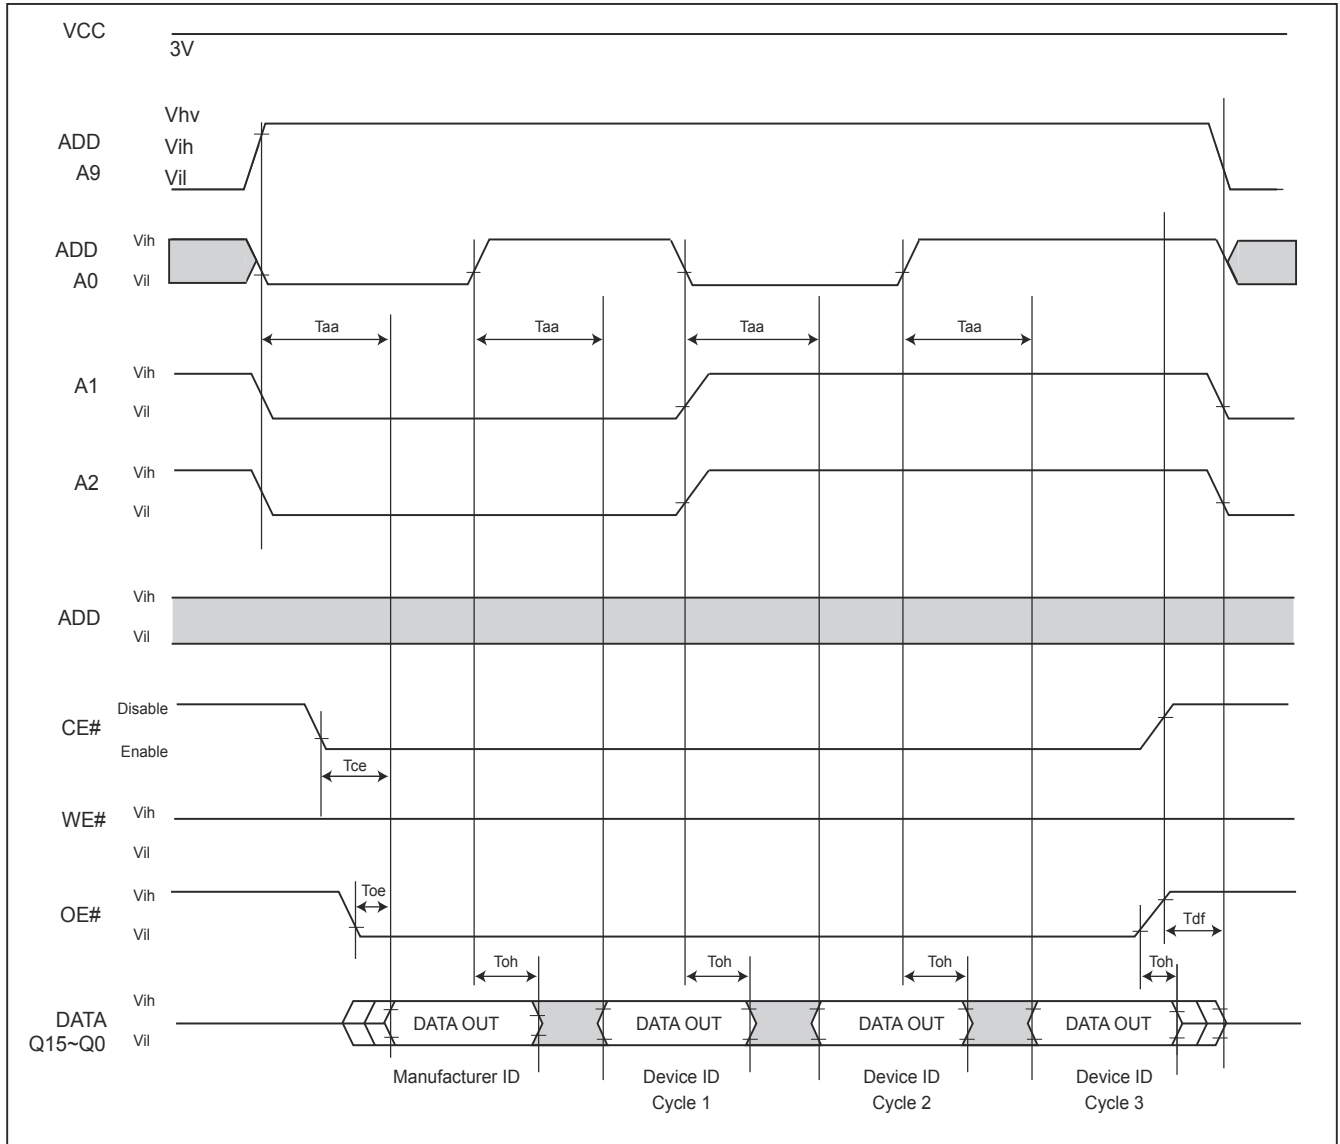 VCC
3V
Vhv
ADD
Vih
A9
Vil
Vih
ADD
A0
Vil
Taa
Taa
Taa
Taa
Vih
A1
Vil
Vih
A2
Vil
Vih
ADD
Vil
Disable
CE#
Enable
Tce
Vih
WE#
Vil
Toe
Vih
OE#
Vil
Tdf
Toh
Toh
Toh
Toh
Vih
DATA
Q15~Q0
Vil
DATA OUT
DATA OUT
DATA OUT
DATA OUT
Manufacturer ID
Device ID
Cycle 1
Device ID
Cycle 2
Device ID
Cycle 3